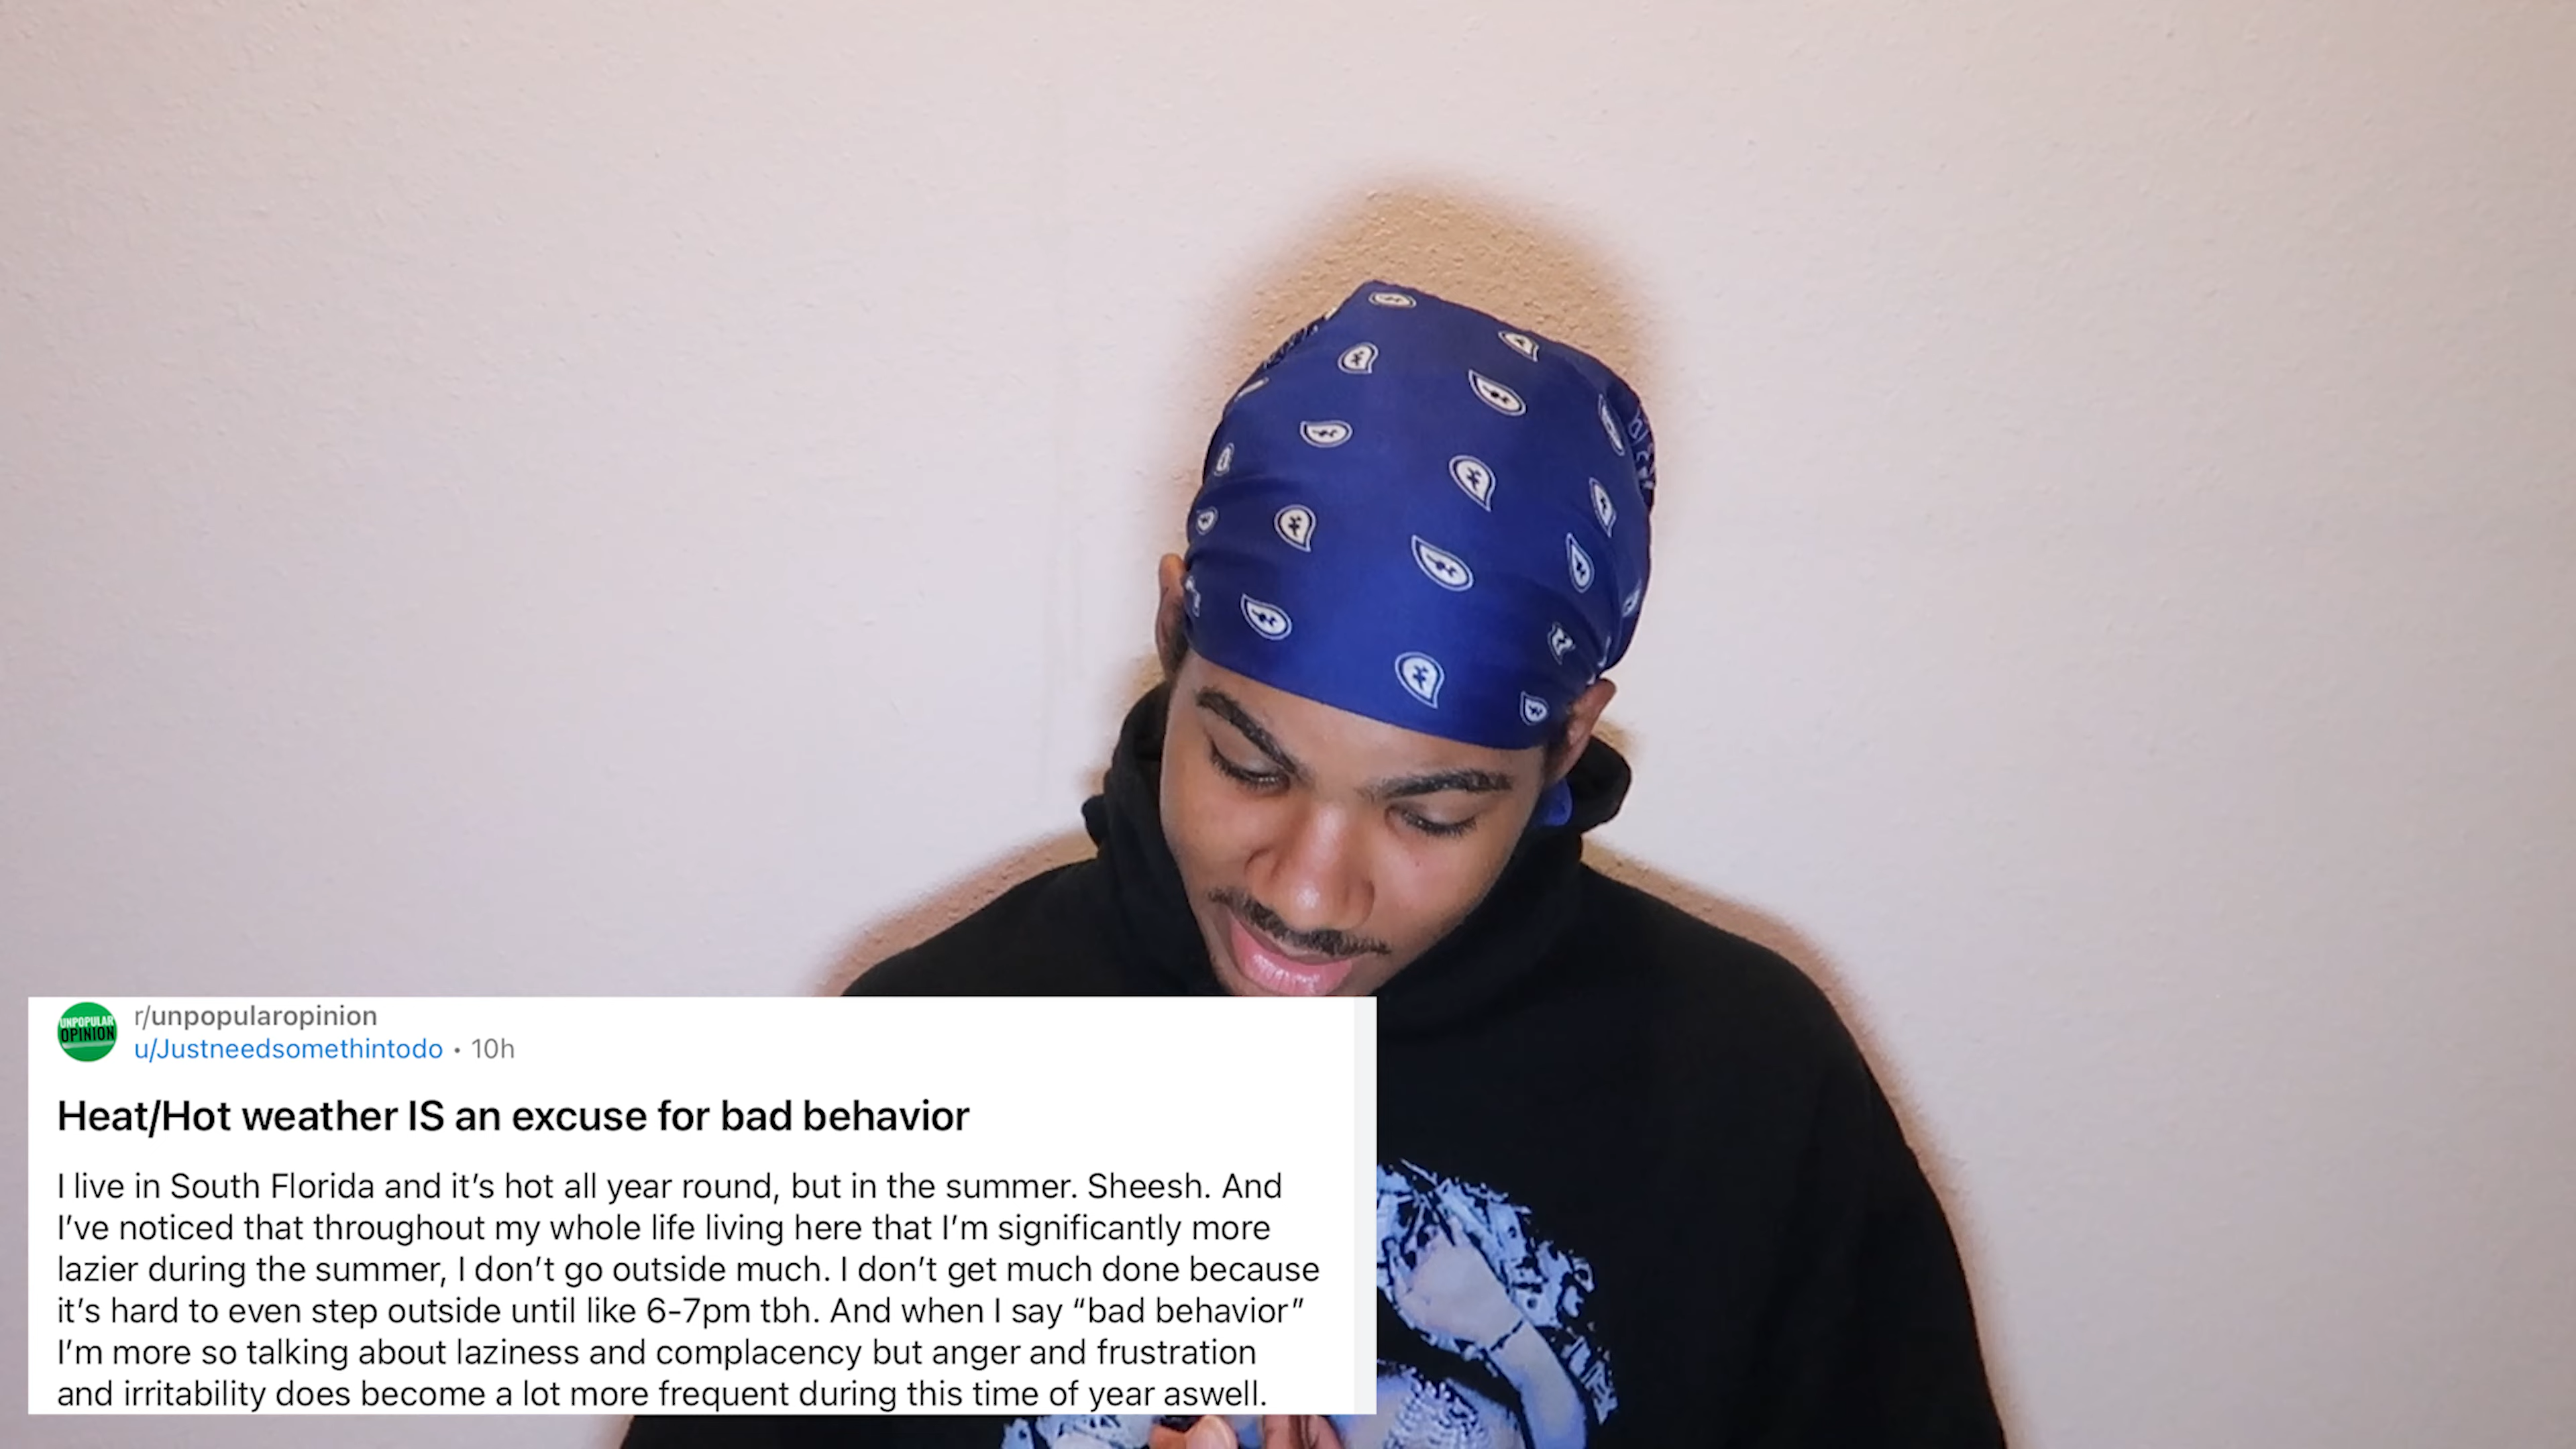 UNPOPULAR
OPINION
r/unpopularopinion
u/Justneedsomethintodo • 10h
Heat/Hot weather IS an excuse for bad behavior
I live in South Florida and it’s hot all year round, but in the summer. Sheesh. And
I’ve noticed that throughout my whole life living here that I’m significantly more
lazier during the summer, I don’t go outside much. I don’t get much done because
it’s hard to even step outside until like 6-7pm tbh. And when I say “bad behavior”
I’m more so talking about laziness and complacency but anger and frustration
and irritability does become a lot more frequent during this time of year aswell.